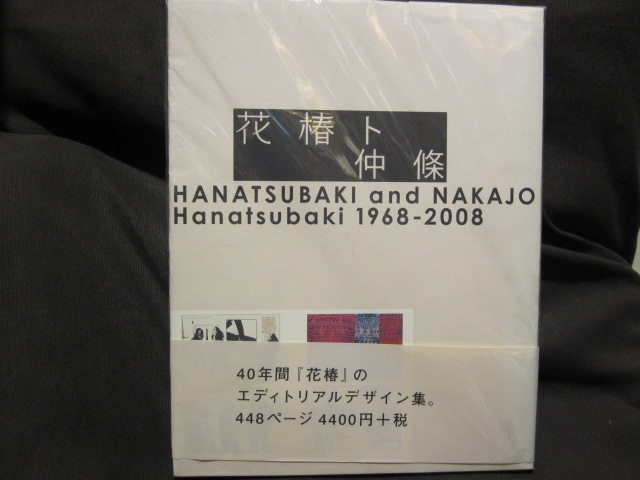 花椿ト
仲條
HANATSUBAKI and NAKAJO
Hanatsubaki 1968-2008
40年間『花椿』の
エディトリアルデザイン集。
448ページ 4400円+税